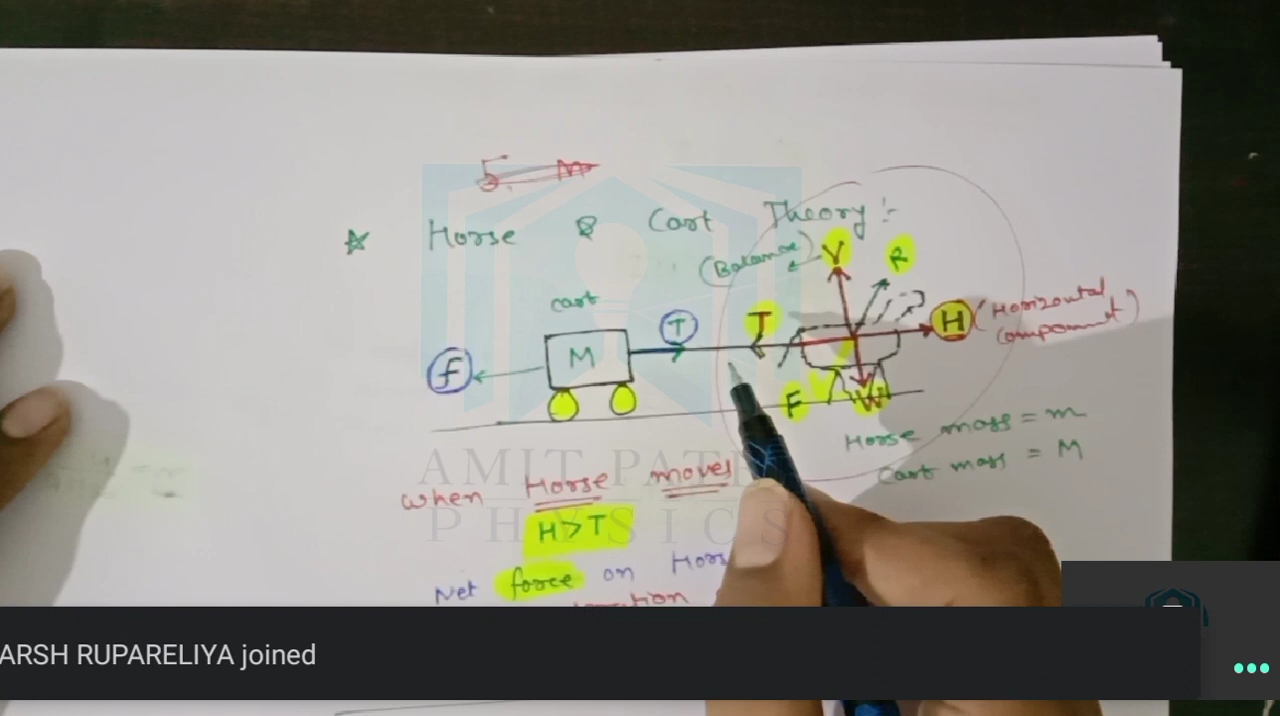 ☆ Horse & Cart Theory :-
(Balance)
V
R
cart
T
T
H
(Horizontal component)
M
f
F
W
Horse mass = m
cart mass = M
AMIT PATEL
PHYSICS
when Horse moves
H > T
Net force on Hors
ARSH RUPARELIYA joined